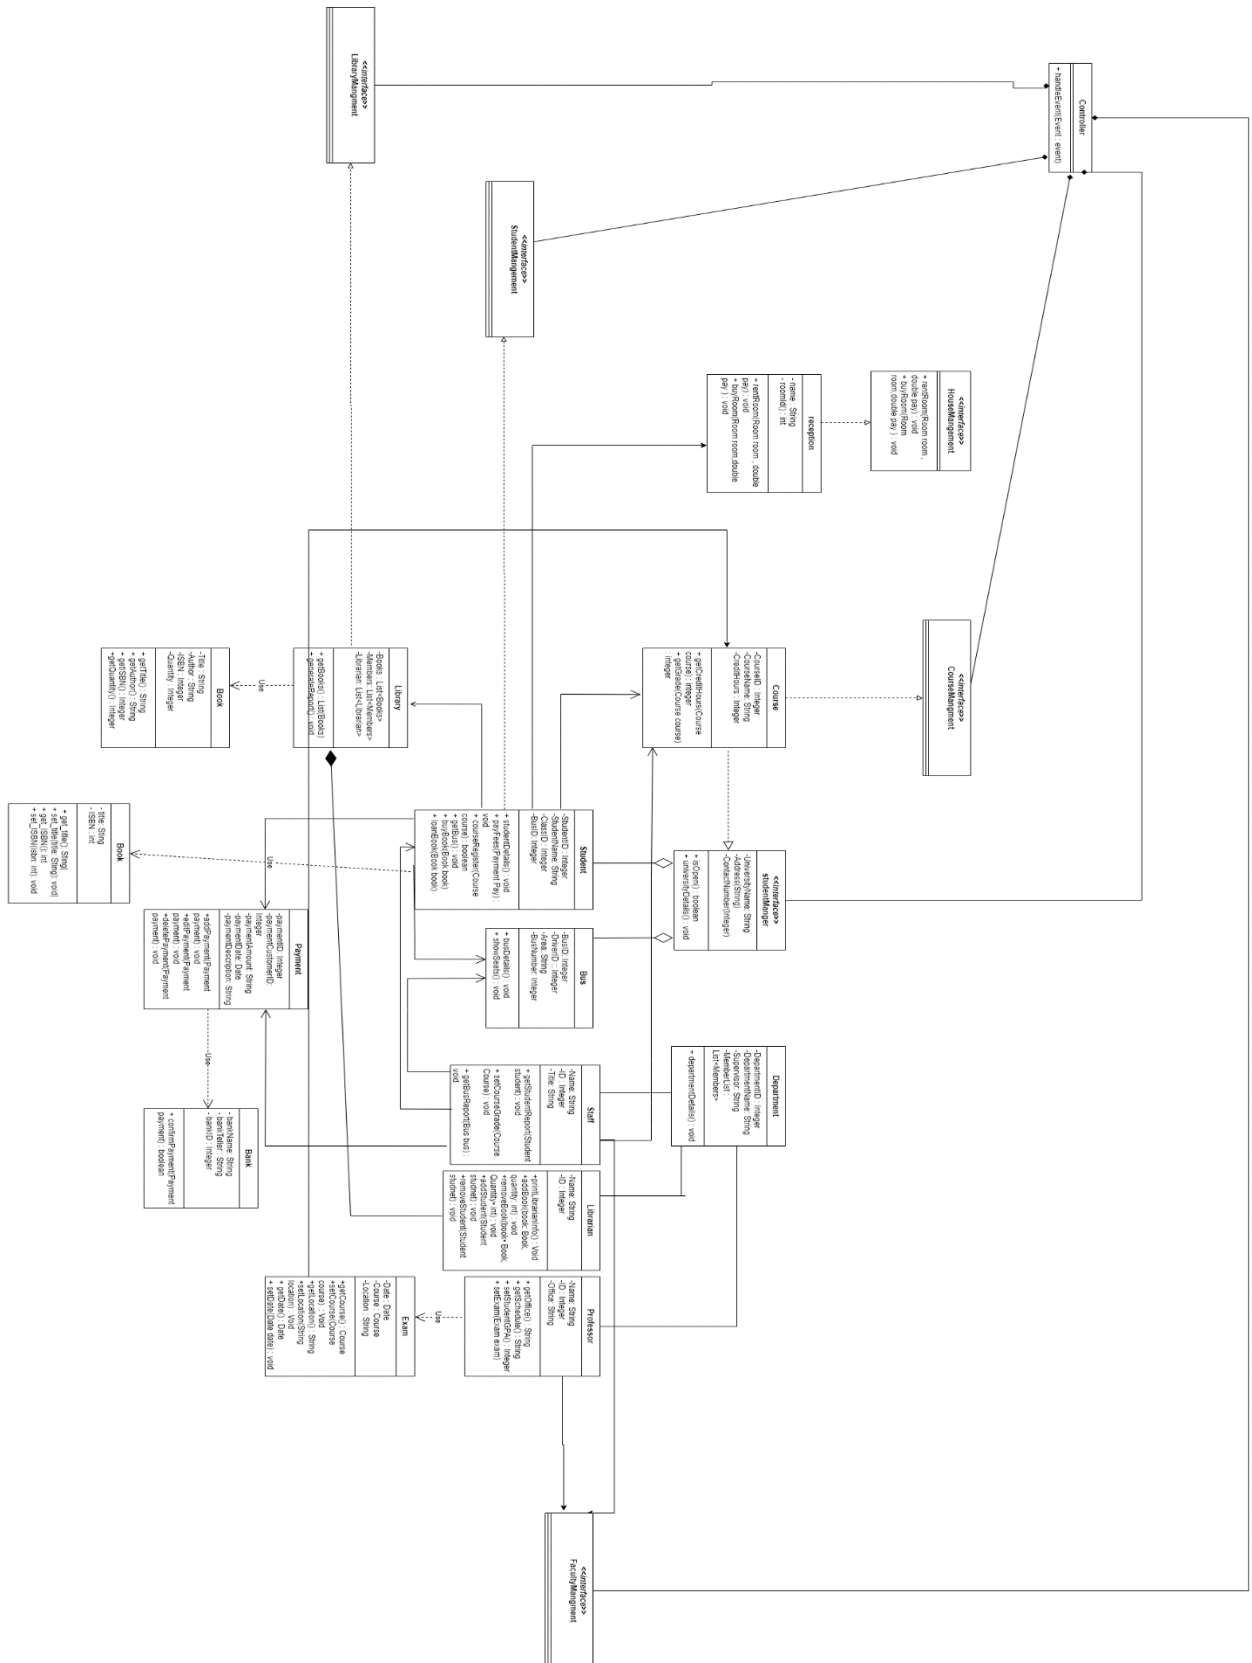 Controller
+ handleEvent(Event : event)
<<interface>>
HouseMangement
+ rentRoom(Room room ,
double pay) : void
+ buyRoom(Room
room,double pay ) : void
<<interface>>
CourseMangment
reception
- name : String
- roomId() : int
+ rentRoom(Room room , double
pay) : void
+ buyRoom(Room room,double
pay ) : void
Course
-CourseID : Integer
-CourseName: String
-CreditHours : Integer
+ getCreditHours(Course
course): integer
+ getGrade(Course course)
: integer
<<interface>>
studentManger
-UniversityName: String
-Address(String)
-ContactNumber(Integer)
+ isOpen() : boolean
+ universityDetails() : void
Department
-DepartmentID : Integer
-DepartmentName: String
-Supervisor: String
-MemberList :
List<Members>
+ departmentDetails() : void
Student
-StudentID : Integer
-StudentName: String
-ClassID : Integer
-BusID: Integer
+ studentDetails() : void
+ payFees(Payment Pay) :
void
+ courseRegister(Course
course) : boolean
+ getBus() : void
+ buyBook(Book book)
+ loanBook(Book book)
Bus
-BusID: Integer
-DriverID : Integer
-Area: String
-BusNumber: Integer
+ busDetails() : void
+ showSeats() : void
Staff
-Name: String
-ID : Integer
-Title: String
+ getStudentReport(Student
student) : void
+ setCourseGrade(Course
Course) : void
+ getBusReport(Bus bus) :
void
Librarian
-Name: String
-ID : Integer
+printLibrarianInfo() : Void
+addBook(book: Book,
quantity: int) : void
+removeBook(book• Book,
Quantity• int) : void
+addStudent(Student
studnet) : void
+removeStudent(Student
studnet) : void
Professor
-Name: String
-ID : Integer
-Office: String
+ getOffice() : String
+ getSchedule() : String
+ setStudentGPA() : Integer
+ setExam(Exam exam)
<<interface>>
FacultyMangment
<<interface>>
StudentMangement
Library
-Books : List<Books>
-Members: List<Members>
-Librarian: List<Librarian>
+ getBooks() : List(Books)
+ generateReport() : void
Use
Exam
-Date : Date
-Course : Course
-Location : String
+getCourse() : Course
+setCourse(Course
course) : Void
+getLocation() : String
+setLocation(String
location) : Void
+ getDate() : Date
+ setDate(Date date) : void
<<interface>>
LibraryMangment
Payment
-paymentID: Integer
-paymentCustomerID:
Integer
-paymentAmount: String
-paymentDate: Date
-paymentDescription: String
+addPayment(Payment
payment) : void
+editPayment(Payment
payment) : void
+deletePayment(Payment
payment) : void
Use
Use
Use
Bank
- bankName: String
- bankTeller : String
- bankID : Integer
+ confirmPayment(Payment
payment) : boolean
Book
-Title : String
-Author : String
-ISBN : Integer
-Quantity: Integer
+ getTitle() : String
+ getAuthor() : String
+ getISBN() : integer
+getQuantity() : Integer
Book
- title: String
- ISBN : int
+ get_title(): Sting|
+ set_title(title: String): void|
+ get_ISBN(): int
+ set_ISBN(isbn: int): void